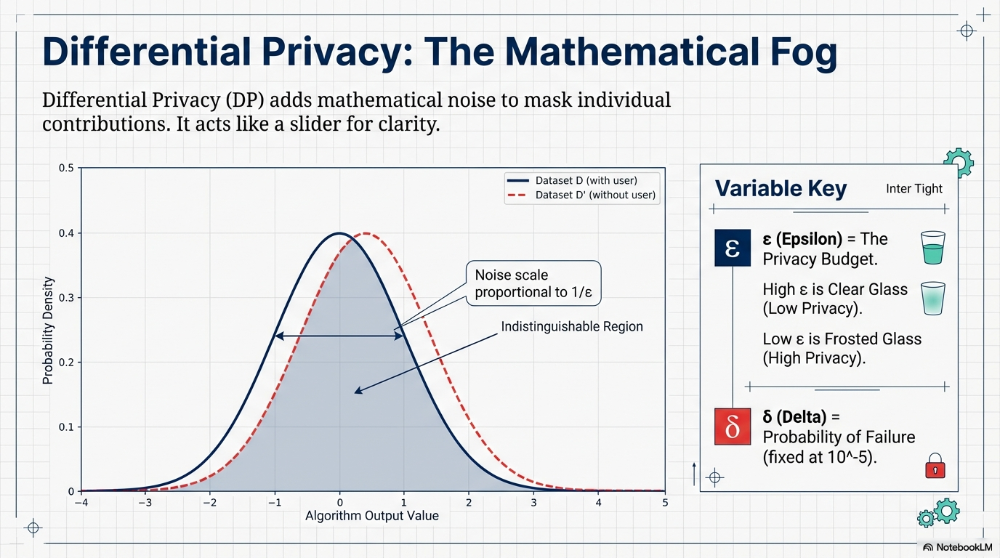 Differential Privacy: The Mathematical Fog
Differential Privacy (DP) adds mathematical noise to mask individual
contributions. It acts like a slider for clarity.
0.5
0.4
0.3
0.2
0.1
0
Probability Density
−4
−3
−2
−1
0
1
2
3
4
5
Algorithm Output Value
Dataset D (with user)
Dataset D' (without user)
Noise scale
proportional to 1/ε
Indistinguishable Region
Variable Key
Inter Tight
ε
ε (Epsilon) = The
Privacy Budget.
High ε is Clear Glass
(Low Privacy).
Low ε is Frosted Glass
(High Privacy).
δ
δ (Delta) =
Probability of Failure
(fixed at 10^-5).
NotebookLM